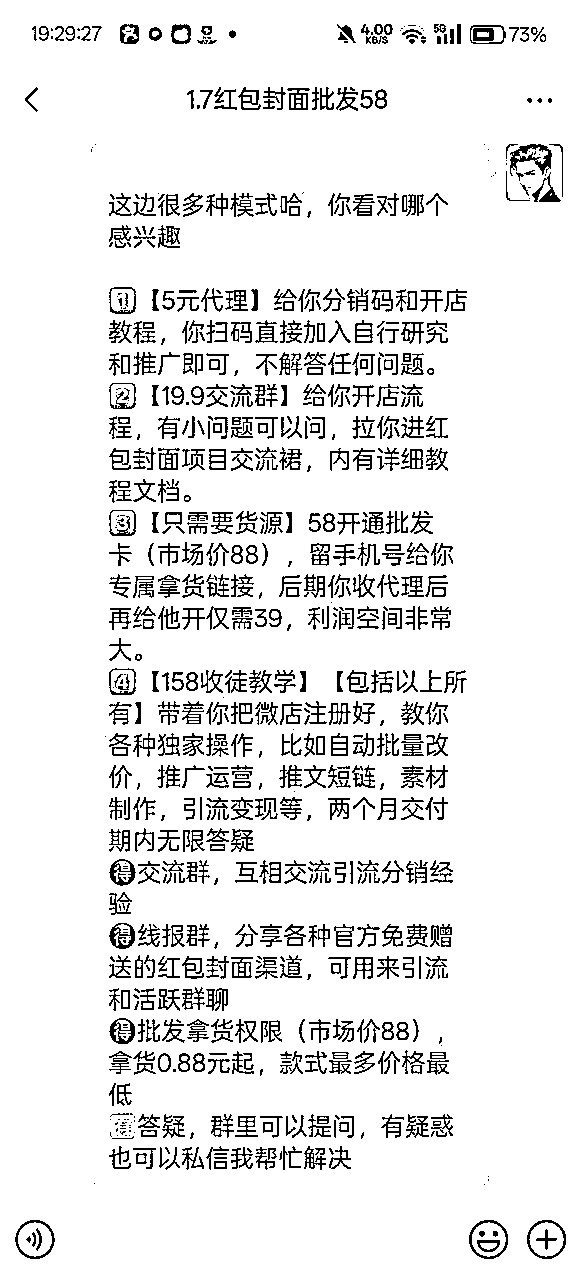 19:29:27
4.00
KB/S
5G
73%
1.7红包封面批发58
这边很多种模式哈，你看对哪个
感兴趣
1【5元代理】给你分销码和开店
教程，你扫码直接加入自行研究
和推广即可，不解答任何问题。
2【19.9交流群】给你开店流
程，有小问题可以问，拉你进红
包封面项目交流裙，内有详细教
程文档。
3【只需要货源】58开通批发
卡（市场价88），留手机号给你
专属拿货链接，后期你收代理后
再给他开仅需39，利润空间非常
大。
4【158收徒教学】【包括以上所
有】带着你把微店注册好，教你
各种独家操作，比如自动批量改
价，推广运营，推文短链，素材
制作，引流变现等，两个月交付
期内无限答疑
得交流群，互相交流引流分销经
验
得线报群，分享各种官方免费赠
送的红包封面渠道，可用来引流
和活跃群聊
得批发拿货权限（市场价88），
拿货0.88元起，款式最多价格最
低
得答疑，群里可以提问，有疑惑
也可以私信我帮忙解决